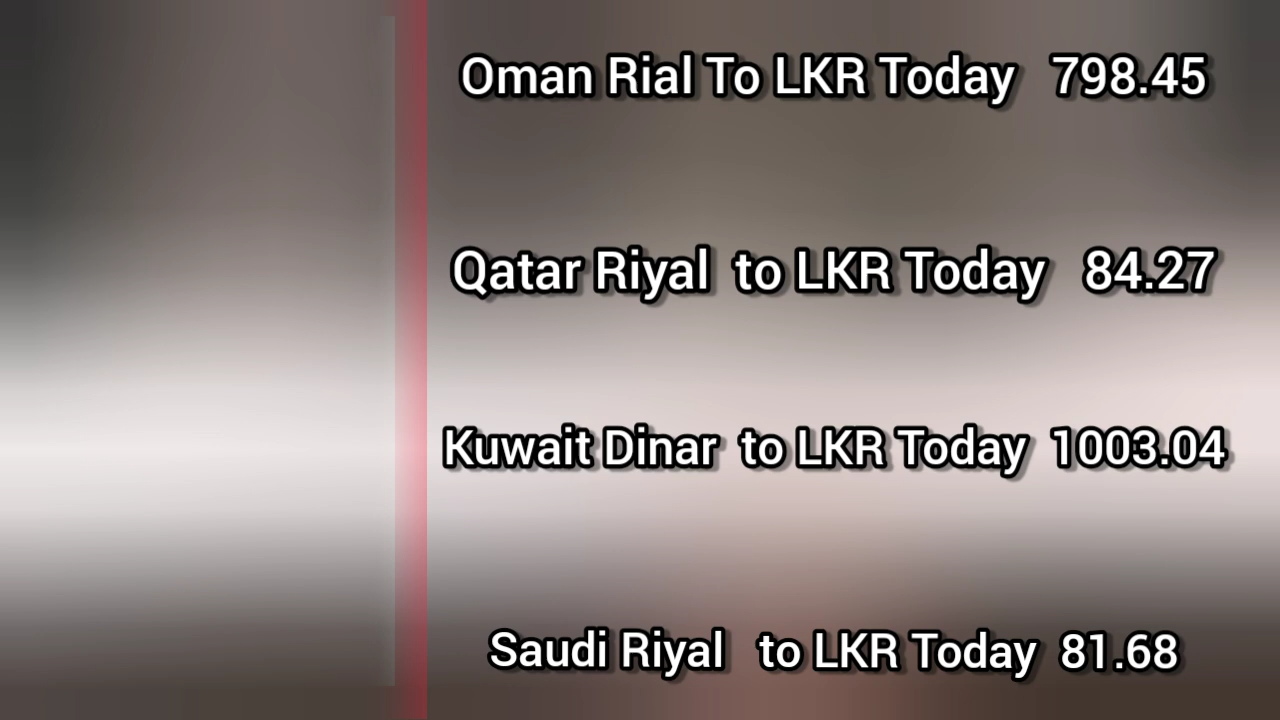 Oman Rial To LKR Today 798.45
Qatar Riyal to LKR Today 84.27
Kuwait Dinar to LKR Today 1003.04
Saudi Riyal to LKR Today 81.68